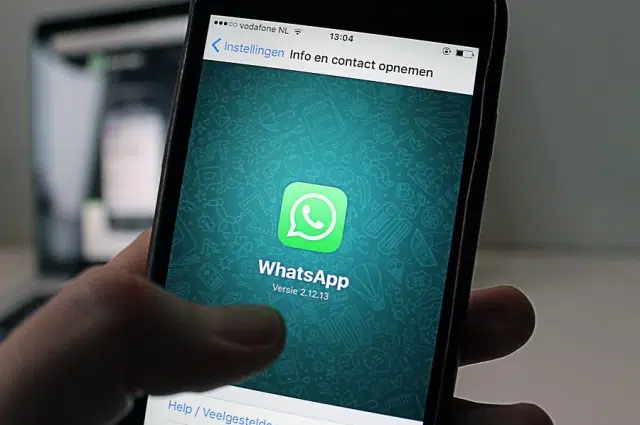 vodafone NL 13:04
Instellingen Info en contact opnemen
WhatsApp
Versie 2.12.13
Help / Veelgestelde